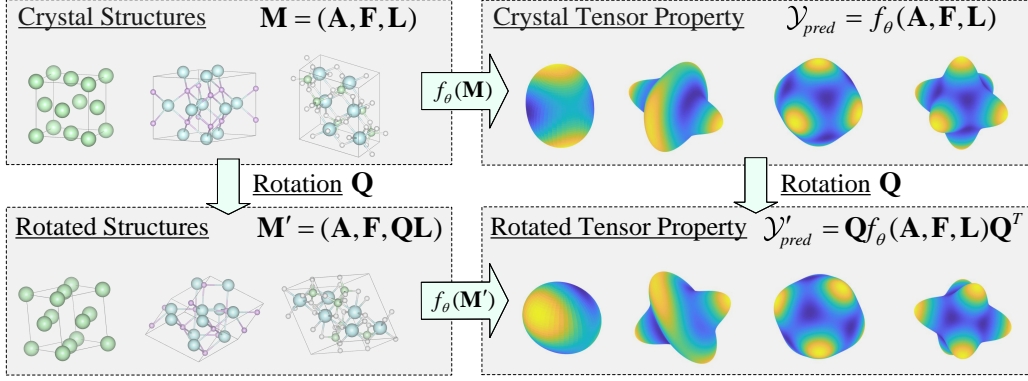 Crystal Structures M = (A, F, L)
Crystal Tensor Property 𝒴_pred = f_θ(A, F, L)
f_θ(M)
Rotation Q
Rotation Q
Rotated Structures M′ = (A, F, QL)
Rotated Tensor Property 𝒴′_pred = Qf_θ(A, F, L)Q^T
f_θ(M′)